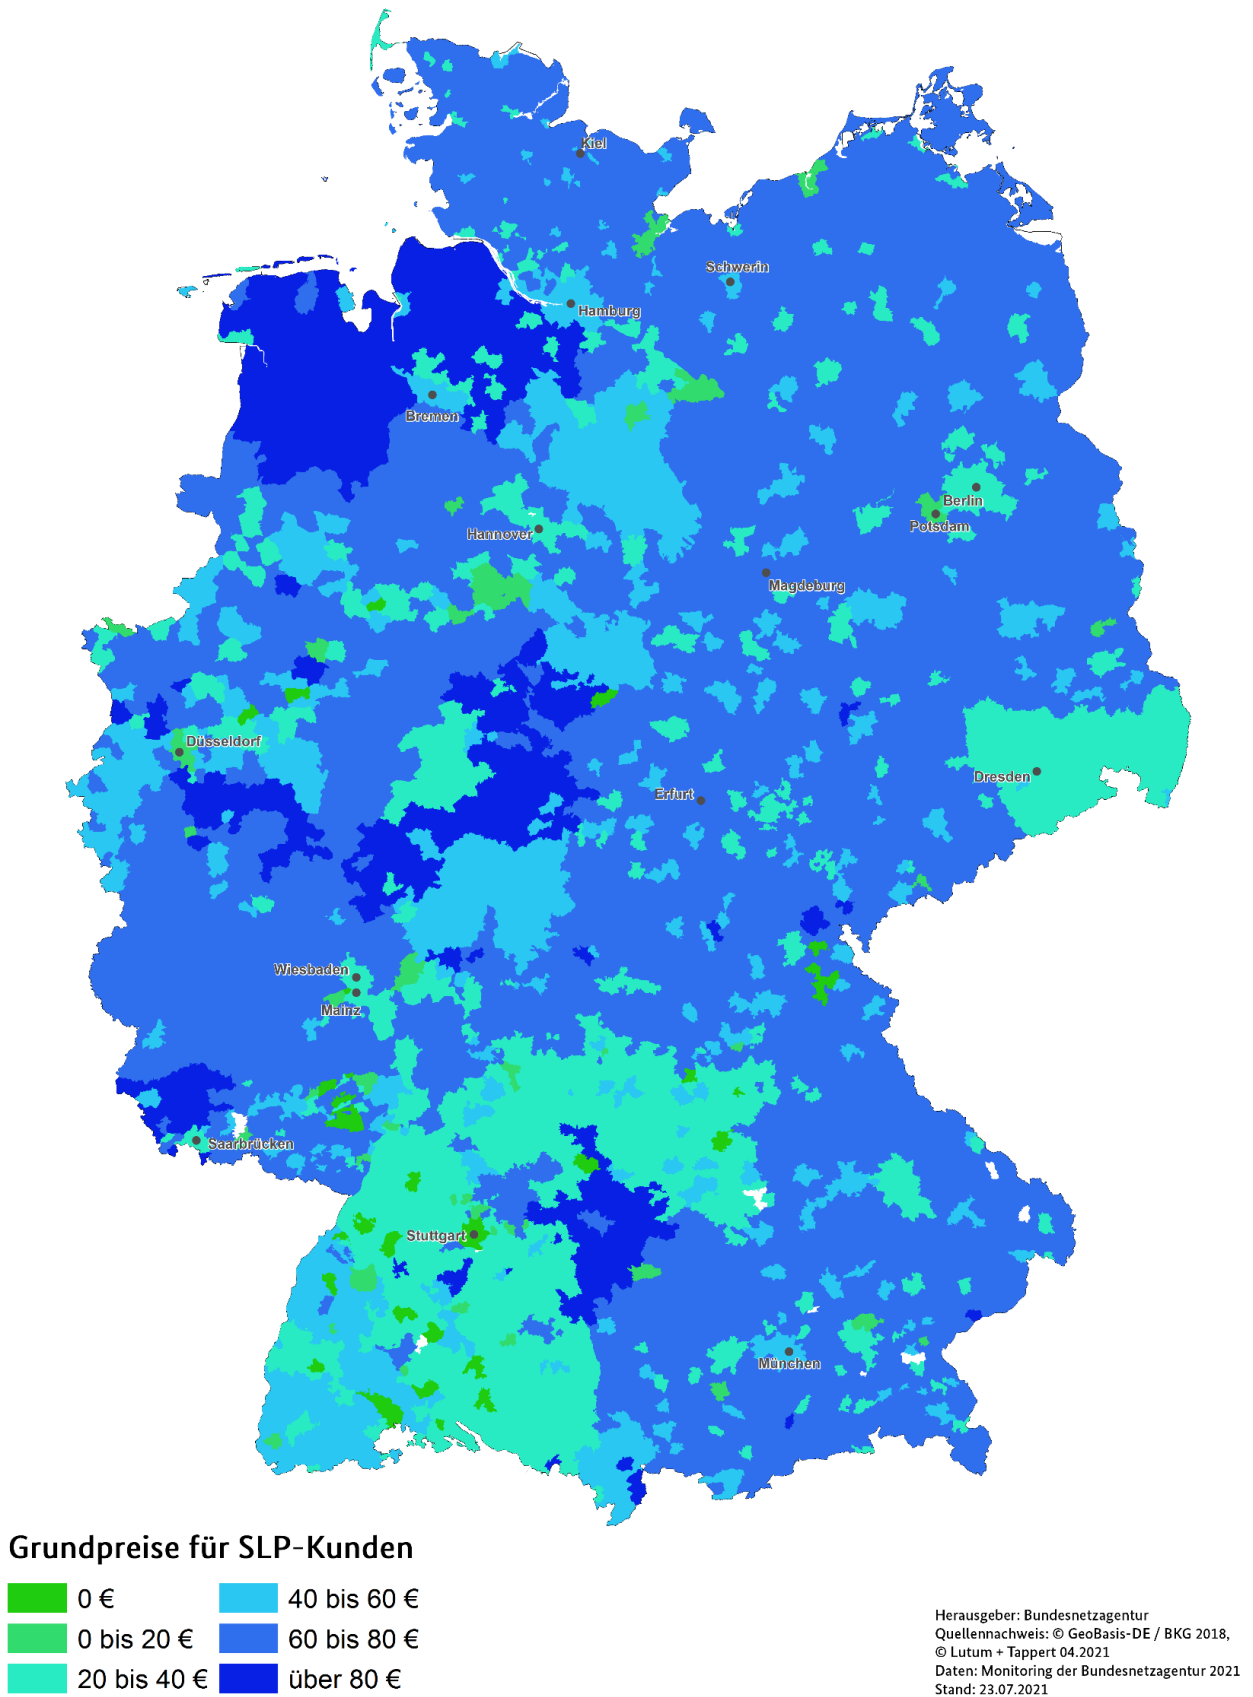 Kiel
Schwerin
Hamburg
Bremen
Berlin
Potsdam
Hannover
Magdeburg
Düsseldorf
Dresden
Erfurt
Wiesbaden
Mainz
Saarbrücken
Stuttgart
München
Grundpreise für SLP-Kunden
0 €
0 bis 20 €
20 bis 40 €
40 bis 60 €
60 bis 80 €
über 80 €
Herausgeber: Bundesnetzagentur
Quellennachweis: © GeoBasis-DE / BKG 2018,
© Lutum + Tappert 04.2021
Daten: Monitoring der Bundesnetzagentur 2021
Stand: 23.07.2021